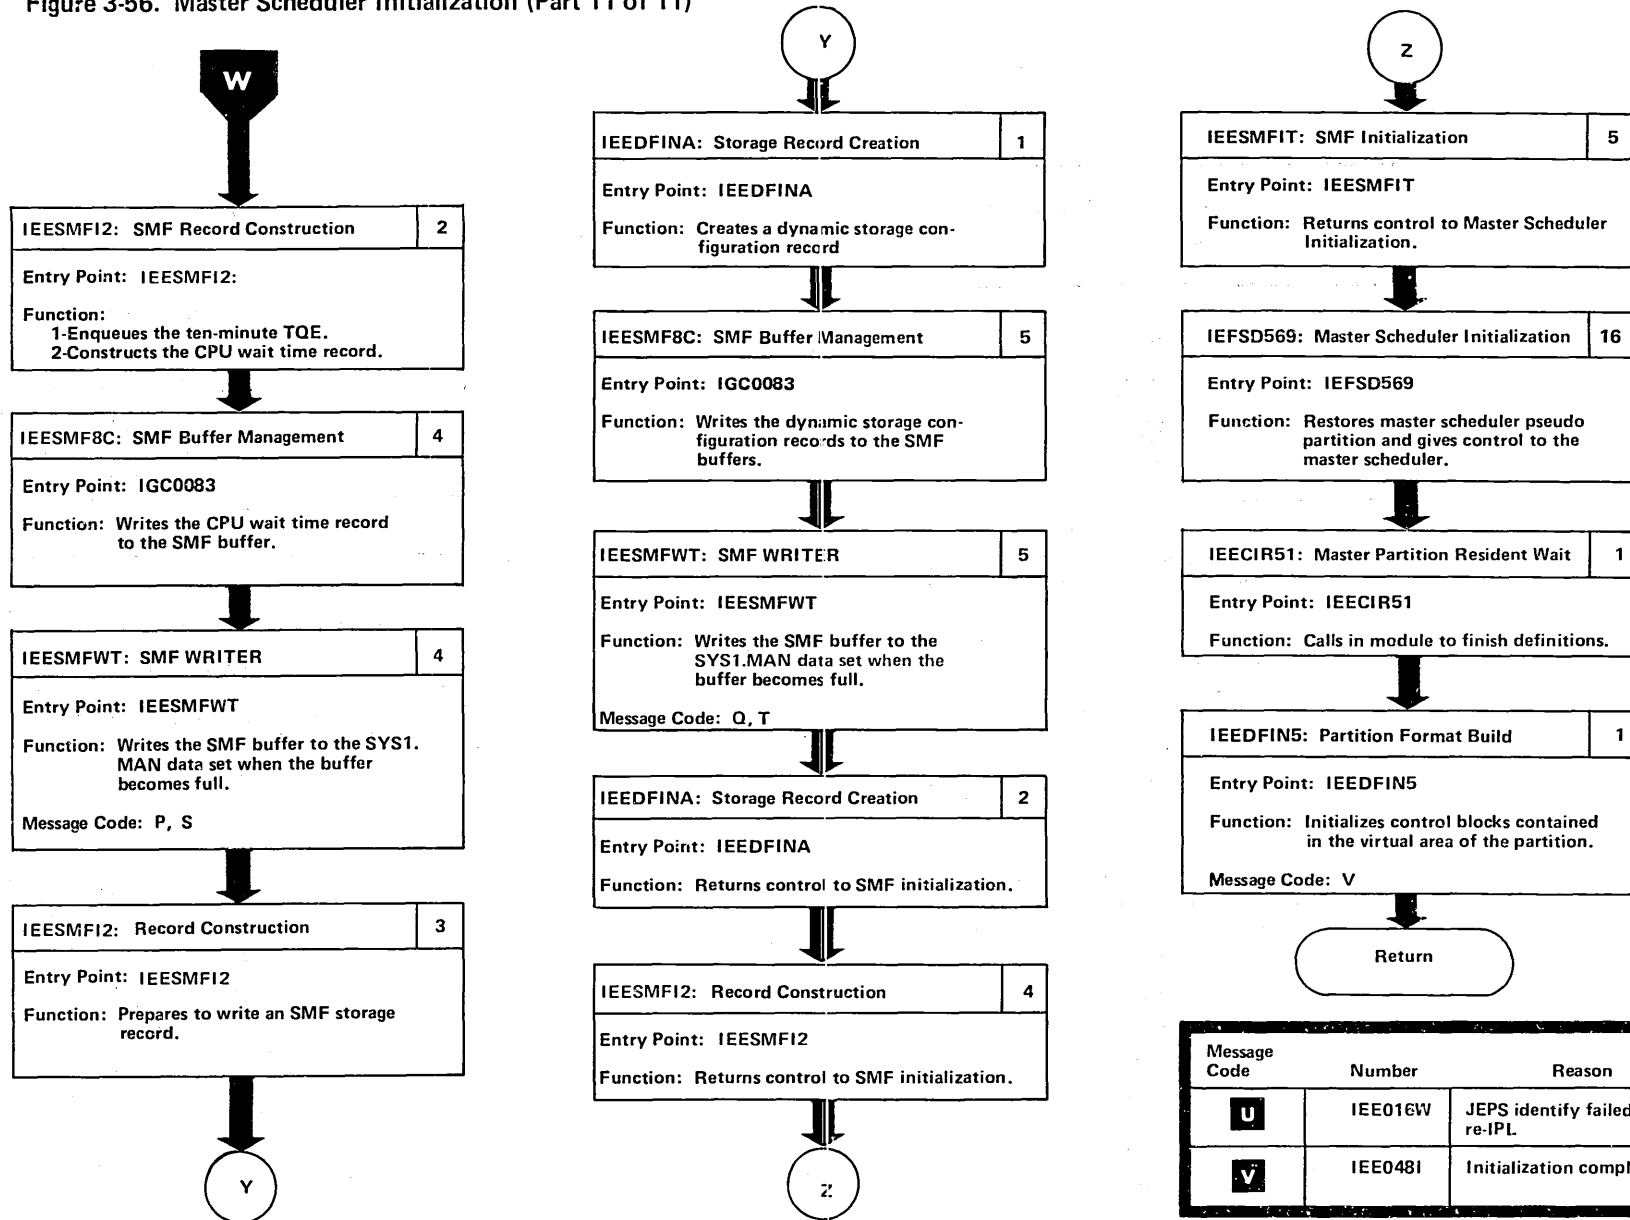 Figure 3-56. Master Scheduler Initialization (Part 11 of 11)
W
IEESMFI2: SMF Record Construction 2
Entry Point: IEESMFI2:
Function:
1-Enqueues the ten-minute TQE.
2-Constructs the CPU wait time record.
IEESMF8C: SMF Buffer Management 4
Entry Point: IGC0083
Function: Writes the CPU wait time record
to the SMF buffer.
IEESMFWT: SMF WRITER 4
Entry Point: IEESMFWT
Function: Writes the SMF buffer to the SYS1.
MAN data set when the buffer
becomes full.
Message Code: P, S
IEESMFI2: Record Construction 3
Entry Point: IEESMFI2
Function: Prepares to write an SMF storage
record.
Y
Y
IEEDFINA: Storage Record Creation 1
Entry Point: IEEDFINA
Function: Creates a dynamic storage con-
figuration record
IEESMF8C: SMF Buffer Management 5
Entry Point: IGC0083
Function: Writes the dynamic storage con-
figuration records to the SMF
buffers.
IEESMFWT: SMF WRITER 5
Entry Point: IEESMFWT
Function: Writes the SMF buffer to the
SYS1.MAN data set when the
buffer becomes full.
Message Code: Q, T
IEEDFINA: Storage Record Creation 2
Entry Point: IEEDFINA
Function: Returns control to SMF initialization.
IEESMFI2: Record Construction 4
Entry Point: IEESMFI2
Function: Returns control to SMF initialization.
Z
Z
IEESMFIT: SMF Initialization 5
Entry Point: IEESMFIT
Function: Returns control to Master Scheduler
Initialization.
IEFSD569: Master Scheduler Initialization 16
Entry Point: IEFSD569
Function: Restores master scheduler pseudo
partition and gives control to the
master scheduler.
IEECIR51: Master Partition Resident Wait 1
Entry Point: IEECIR51
Function: Calls in module to finish definitions.
IEEDFIN5: Partition Format Build 1
Entry Point: IEEDFIN5
Function: Initializes control blocks contained
in the virtual area of the partition.
Message Code: V
Return
Message
Code Number Reason
U IEE016W JEPS identify failed
re-IPL
V IEE048I Initialization compl